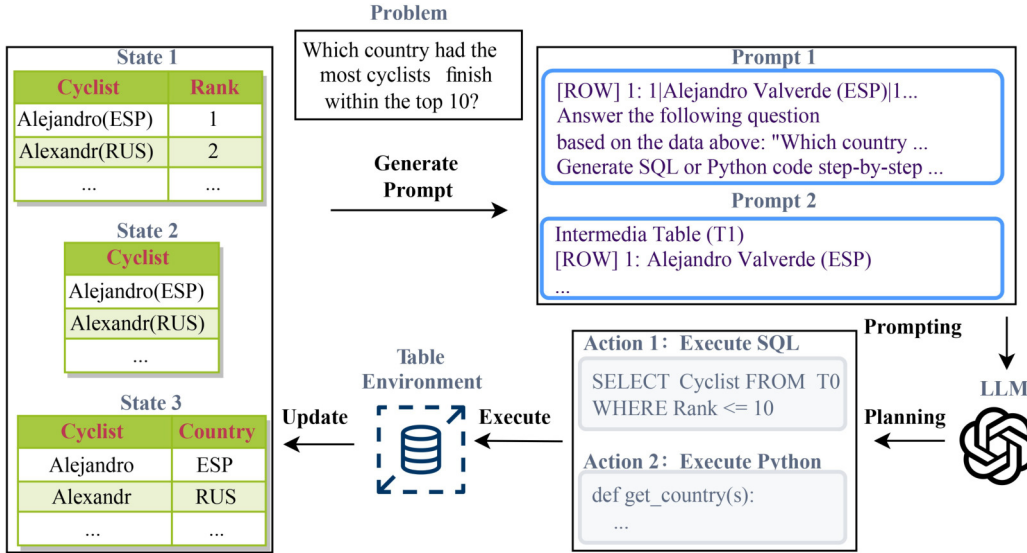 Problem
Which country had the
most cyclists finish
within the top 10?
State 1
Cyclist Rank
Alejandro(ESP) 1
Alexandr(RUS) 2
... ...
State 2
Cyclist
Alejandro(ESP)
Alexandr(RUS)
...
State 3
Cyclist Country
Alejandro ESP
Alexandr RUS
... ...
Generate
Prompt
Prompt 1
[ROW] 1: 1|Alejandro Valverde (ESP)|1...
Answer the following question
based on the data above: "Which country ...
Generate SQL or Python code step-by-step ...
Prompt 2
Intermedia Table (T1)
[ROW] 1: Alejandro Valverde (ESP)
...
Prompting
LLM
Planning
Action 1: Execute SQL
SELECT Cyclist FROM T0
WHERE Rank <= 10
Action 2: Execute Python
def get_country(s):
...
Execute
Table
Environment
Update